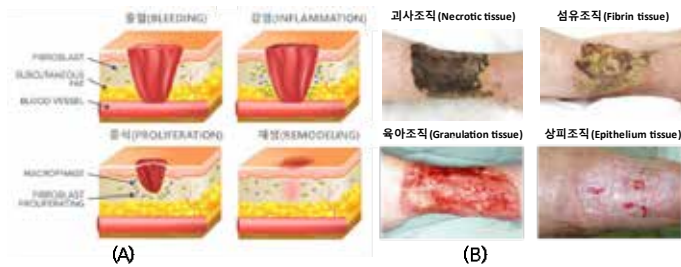 출혈(BLEEDING)
감염(INFLAMMATION)
FIBROBLAST
SUBCUTANEOUS
FAT
BLOOD VESSEL
증식(PROLIFERATION)
재생(REMODELING)
MACROPHAGE
FIBROBLAST
PROLIFERATING
(A)
괴사조직(Necrotic tissue)
섬유조직(Fibrin tissue)
육아조직(Granulation tissue)
상피조직(Epithelium tissue)
(B)